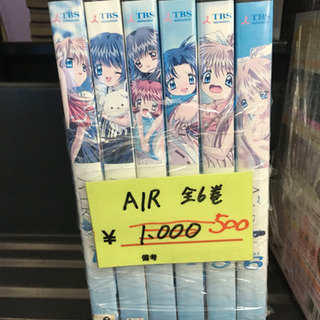 TBS TBS TBS TBS TBS TBS
AIR 全6巻
¥ 1.000 500
備考